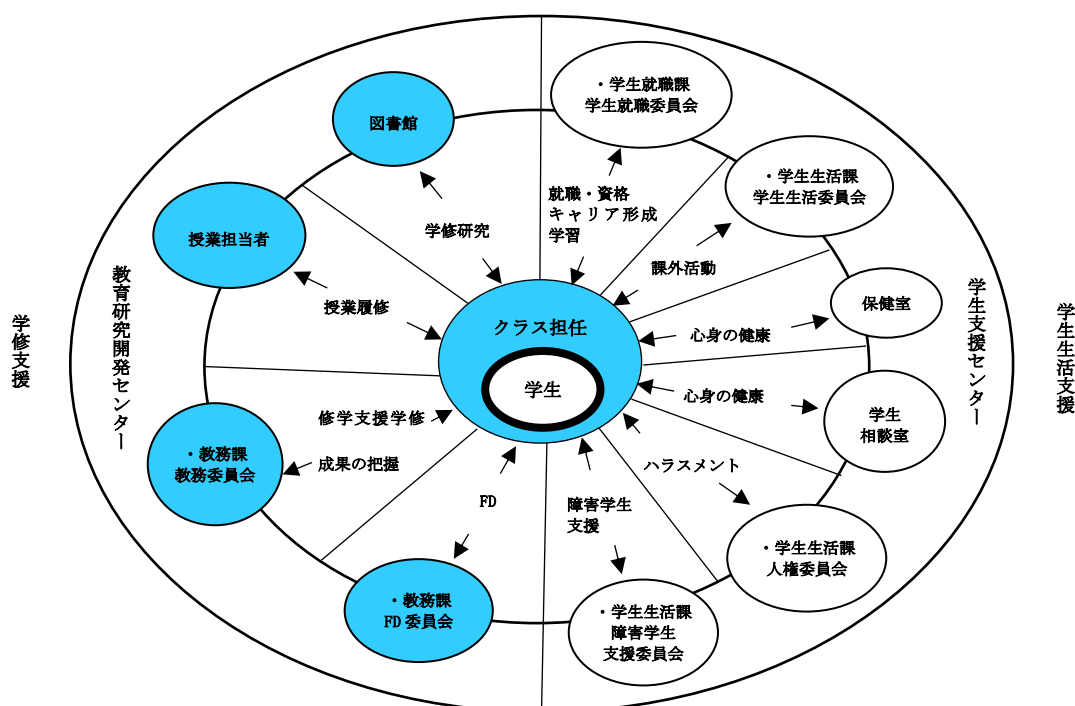 ・学生就職課
学生就職委員会
図書館
・学生生活課
学生生活委員会
就職・資格
キャリア形成
学習
学修研究
授業担当者
課外活動
教育研究開発センター
学生支援センター
学修支援
学生生活支援
保健室
授業履修
クラス担任
心身の健康
学生
心身の健康
学生
相談室
修学支援学修
成果の把握
・教務課
教務委員会
ハラスメント
FD
障害学生
支援
・学生生活課
人権委員会
・教務課
FD委員会
・学生生活課
障害学生
支援委員会